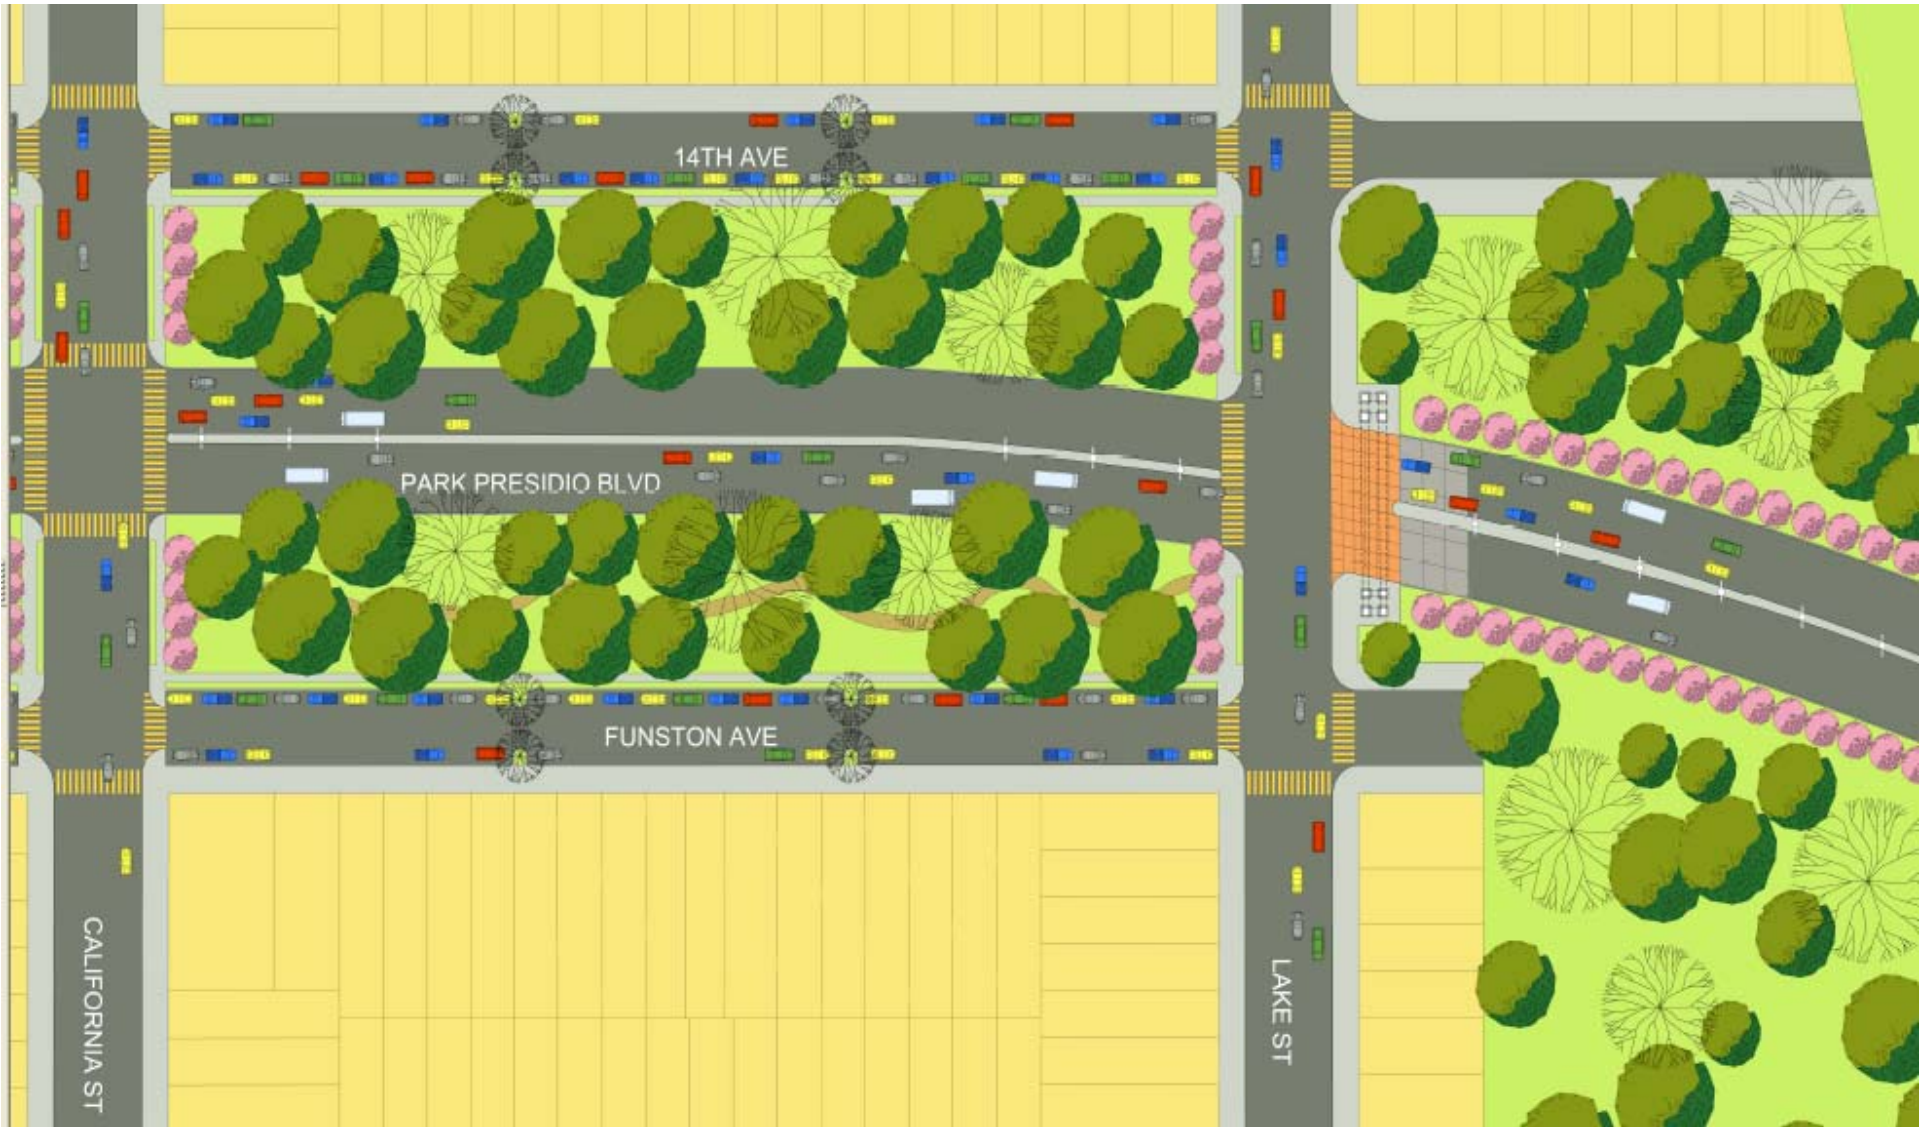 14TH AVE
PARK PRESIDIO BLVD
FUNSTON AVE
CALIFORNIA ST
LAKE ST